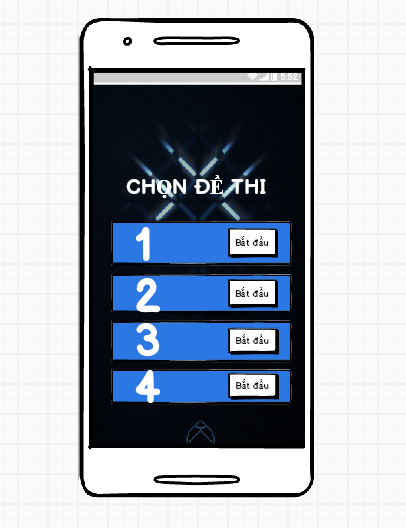 5:52
CHỌN ĐỀ THI
1
Bắt đầu
2
Bắt đầu
3
Bắt đầu
4
Bắt đầu